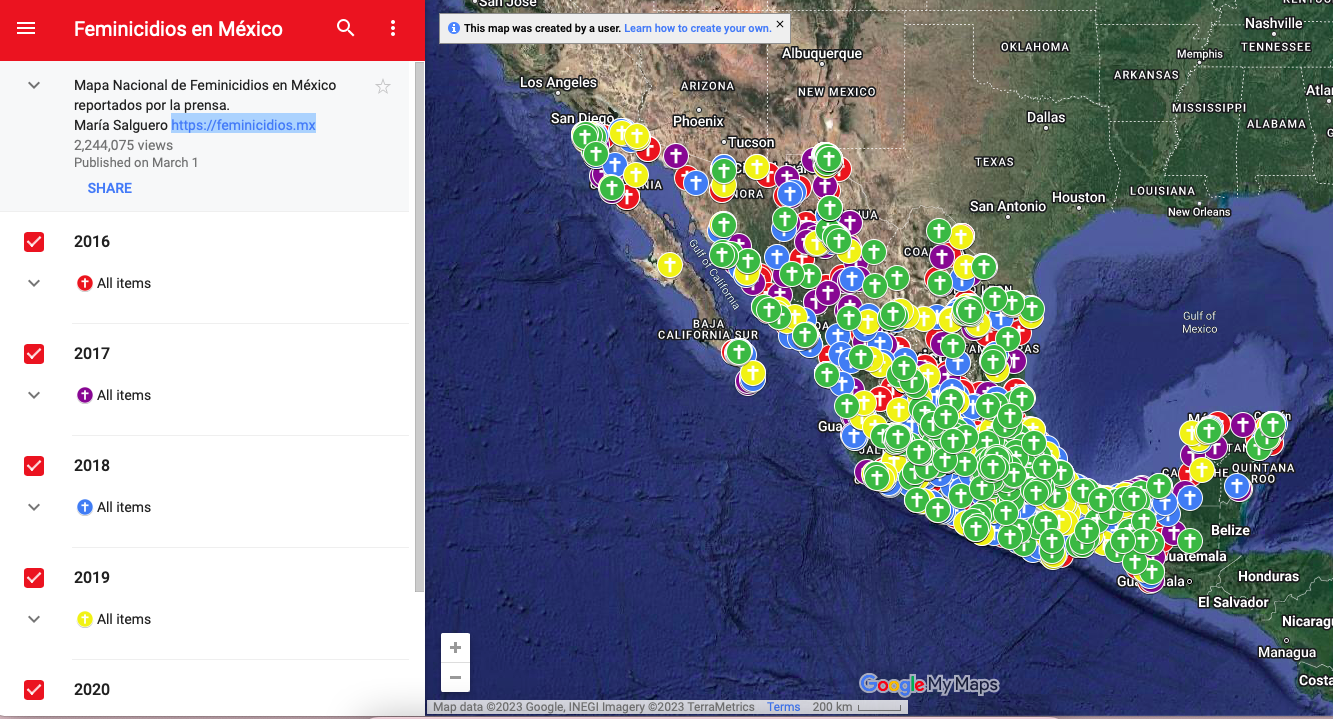 Feminicidios en México
Mapa Nacional de Feminicidios en México
reportados por la prensa.
María Salguero https://feminicidios.mx
2,244,075 views
Published on March 1
SHARE
2016
All items
2017
All items
2018
All items
2019
All items
2020
San José
This map was created by a user. Learn how to create your own.
Nashville
OKLAHOMA
TENNESSEE
Albuquerque
Memphis
Los Angeles
ARKANSAS
ARIZONA
NEW MEXICO
MISSISSIPPI
San Diego
Phoenix
Dallas
ALABAMA
Tucson
TEXAS
LOUISIANA
Houston
San Antonio
New Orleans
Gulf of California
Gulf of
Mexico
BAJA
CALIFORNIA SUR
QUINTANA
ROO
Belize
Honduras
El Salvador
Managua
Google My Maps
Map data ©2023 Google, INEGI Imagery ©2023 TerraMetrics
Terms
200 km